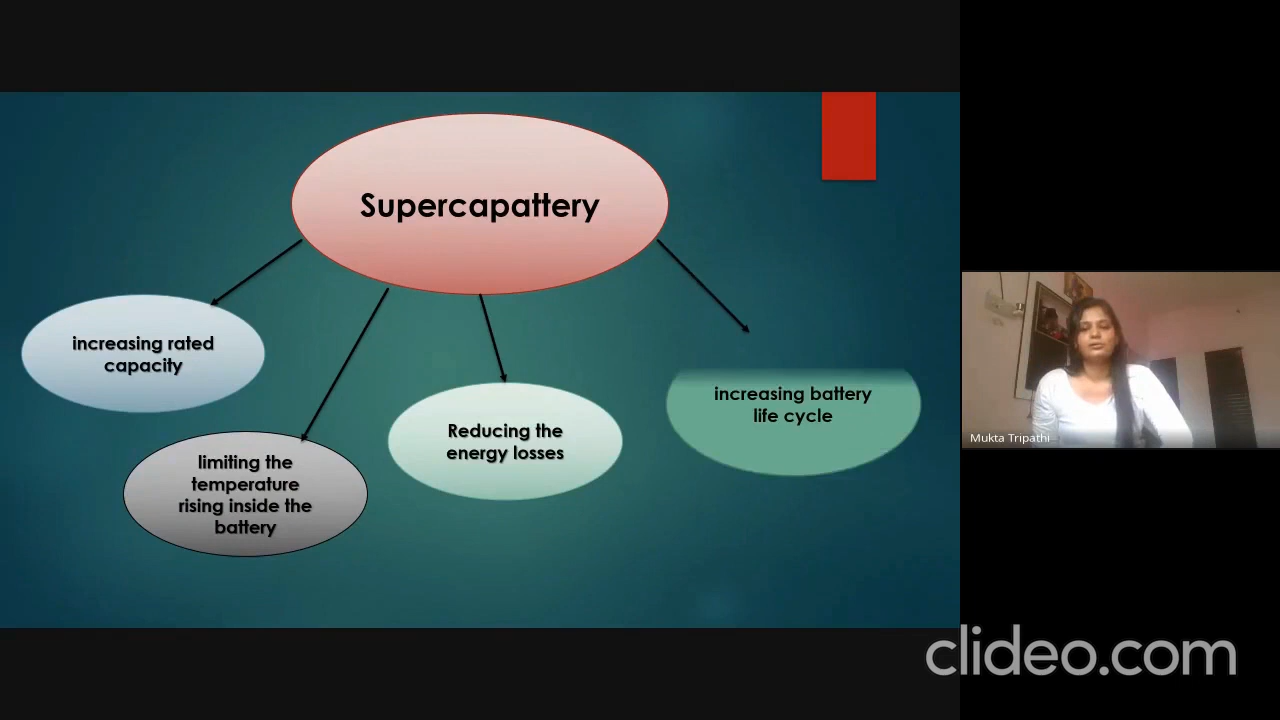 Supercapattery
increasing rated
capacity
limiting the
temperature
rising inside the
battery
Reducing the
energy losses
increasing battery
life cycle
Mukta Tripathi
clideo.com